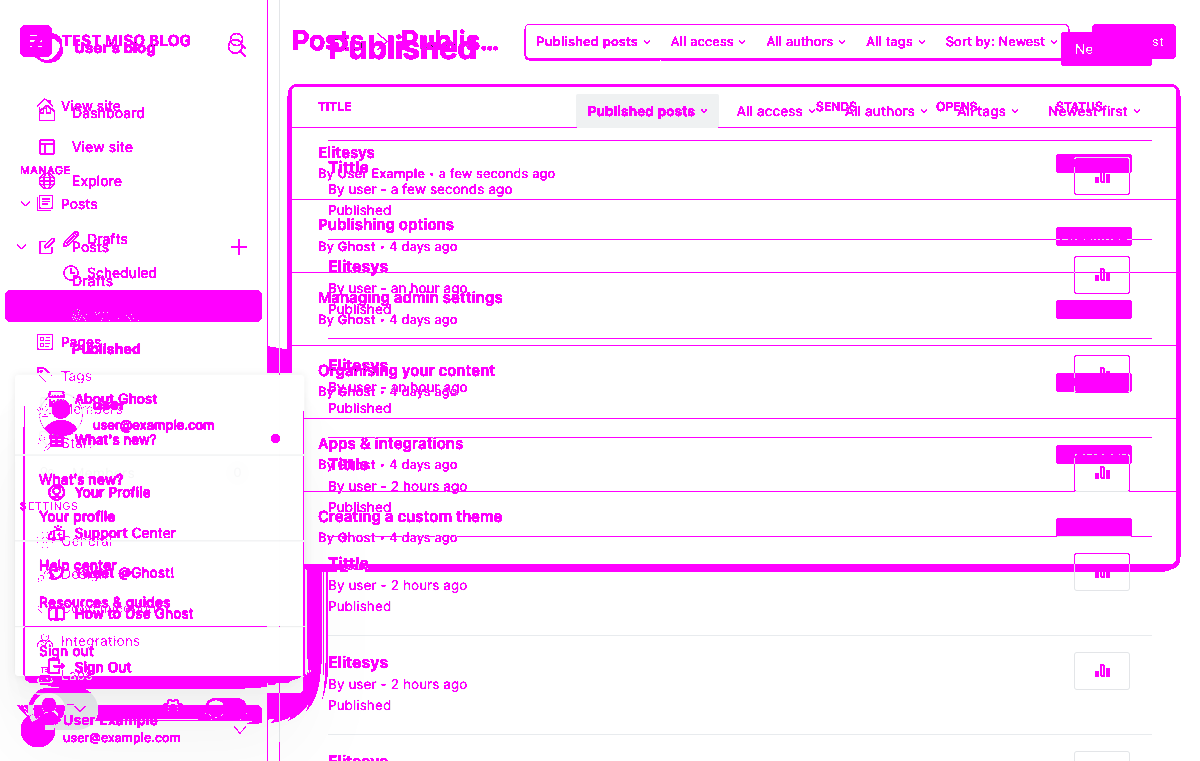 TEST MISO BLOG
user's Blog
Posts
Publis...
Published
Published posts
All access
All authors
All tags
Sort by: Newest
View site
Dashboard
View site
MANAGE
Explore
Posts
Drafts
Posts
Scheduled
Drafts
Published
Pages
Tags
About Ghost
user
user@example.com
What's new?
Staff
What's new?
Your Profile
SETTINGS
Your profile
Support Center
General
Help center
Tweet @Ghost!
Design
Resources & guides
How to Use Ghost
Integrations
Sign out
Sign Out
Labs
User Example
user@example.com
TITLE
SENDS
OPENS
STATUS
Published posts
All access
All authors
All tags
Newest first
Elitesys
By User Example • a few seconds ago
Tittle
By user - a few seconds ago
Published
Publishing options
By Ghost • 4 days ago
Elitesys
By user - an hour ago
Published
Managing admin settings
By Ghost • 4 days ago
Elitesys
By user - an hour ago
Published
Organising your content
By Ghost • 4 days ago
Apps & integrations
By Ghost • 4 days ago
By user - 2 hours ago
Published
Creating a custom theme
By Ghost • 4 days ago
Tittle
By user - 2 hours ago
Published
Elitesys
By user - 2 hours ago
Published
Elitesys